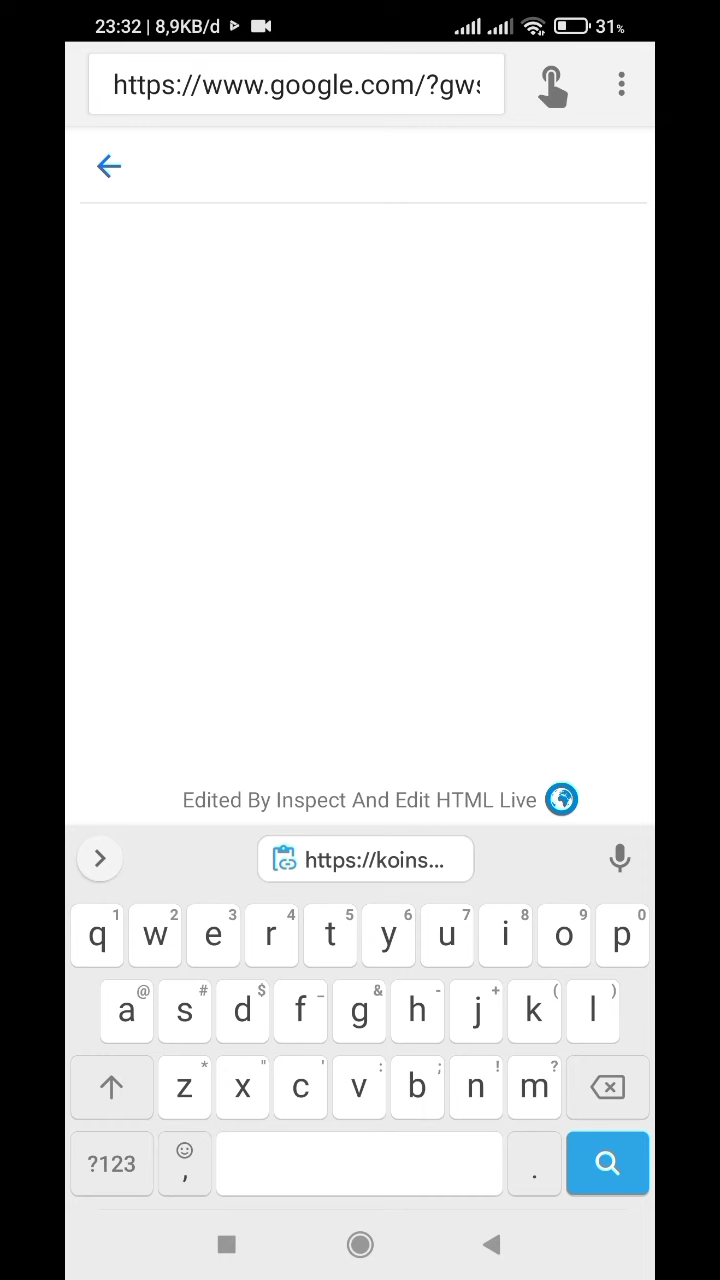 23:32 | 8,9KB/d 31%
https://www.google.com/?gws
Edited By Inspect And Edit HTML Live
https://koins...
q1 w2 e3 r4 t5 y6 u7 i8 o9 p0
a@ s# d$ f_ g& h- j+ k( l)
z* x" c' v: b; n! m?
?123 , .